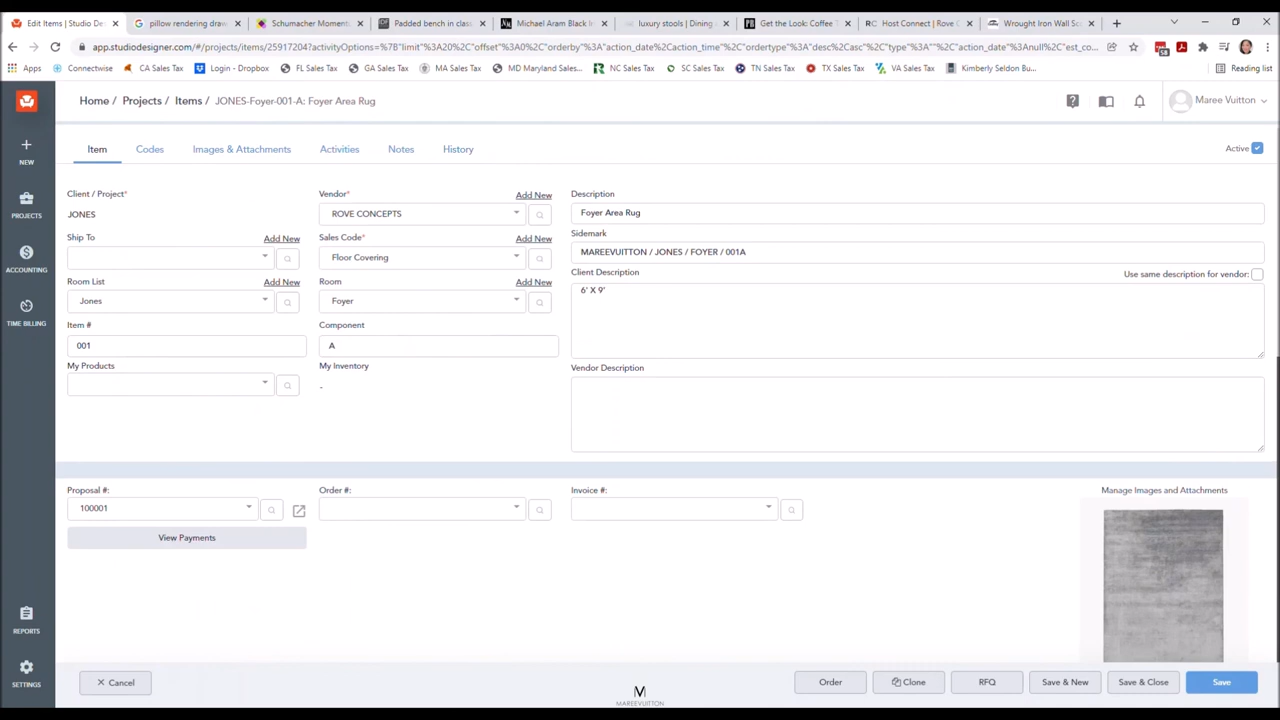 Edit Items | Studio Des
pillow rendering draw
Schumacher Momenti
Padded bench in class
Michael Aram Black Ir
luxury stools | Dining
Get the Look: Coffee T
Host Connect | Rove C
Wrought Iron Wall Sc
app.studiodesigner.com/#/projects/items/25917204?activityOptions=%7B"limit"%3A20%2C"offset"%3A0%2C"orderby"%3A"action_date%2Caction_time"%2C"ordertype"%3A"desc%2Casc"%2C"type"%3A""%2C"action_date"%3Anull%2C"est_co...
58
Apps
Connectwise
CA Sales Tax
Login - Dropbox
FL Sales Tax
GA Sales Tax
MA Sales Tax
MD Maryland Sales...
NC Sales Tax
SC Sales Tax
TN Sales Tax
TX Sales Tax
VA Sales Tax
Kimberly Seldon Bu...
Reading list
Home / Projects / Items / JONES-Foyer-001-A: Foyer Area Rug
Maree Vuitton
NEW
PROJECTS
ACCOUNTING
TIME BILLING
REPORTS
SETTINGS
Item
Codes
Images & Attachments
Activities
Notes
History
Active
Client / Project*
JONES
Vendor*
Add New
ROVE CONCEPTS
Description
Foyer Area Rug
Ship To
Add New
Sales Code*
Add New
Floor Covering
Sidemark
MAREEVUITTON / JONES / FOYER / 001A
Room List
Add New
Jones
Room
Add New
Foyer
Client Description
Use same description for vendor:
6' X 9'
Item #
001
Component
A
My Products
My Inventory
-
Vendor Description
Proposal #:
100001
Order #:
Invoice #:
Manage Images and Attachments
View Payments
Cancel
M
MAREEVUITTON
Order
Clone
RFQ
Save & New
Save & Close
Save